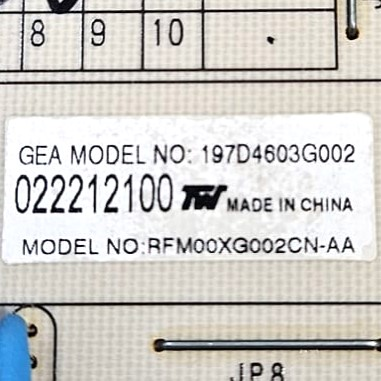 8 9 10
GEA MODEL NO: 197D4603G002
022212100 MADE IN CHINA
MODEL NO:RFM00XG002CN-AA
JP8